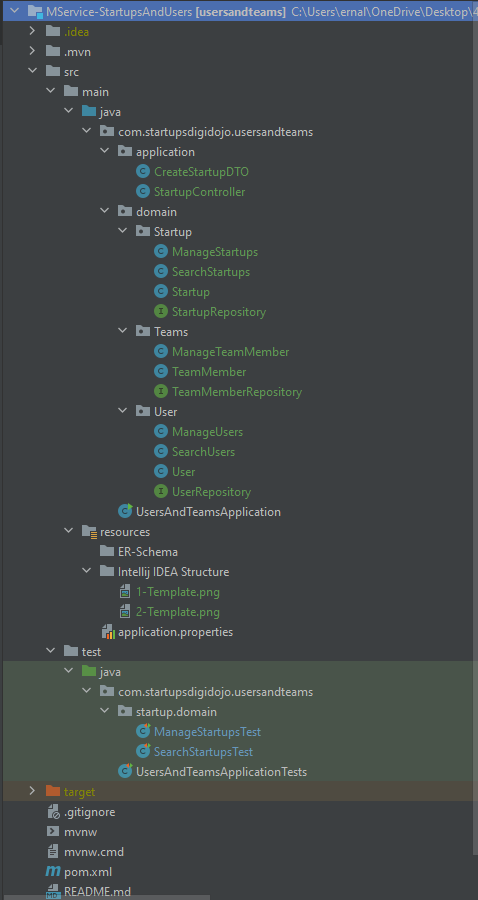 MService-StartupsAndUsers [usersandteams] C:\Users\ernal\OneDrive\Desktop\4
.idea
.mvn
src
main
java
com.startupsdigidojo.usersandteams
application
CreateStartupDTO
StartupController
domain
Startup
ManageStartups
SearchStartups
Startup
StartupRepository
Teams
ManageTeamMember
TeamMember
TeamMemberRepository
User
ManageUsers
SearchUsers
User
UserRepository
UsersAndTeamsApplication
resources
ER-Schema
Intellij IDEA Structure
1-Template.png
2-Template.png
application.properties
test
java
com.startupsdigidojo.usersandteams
startup.domain
ManageStartupsTest
SearchStartupsTest
UsersAndTeamsApplicationTests
target
.gitignore
mvnw
mvnw.cmd
pom.xml
README.md